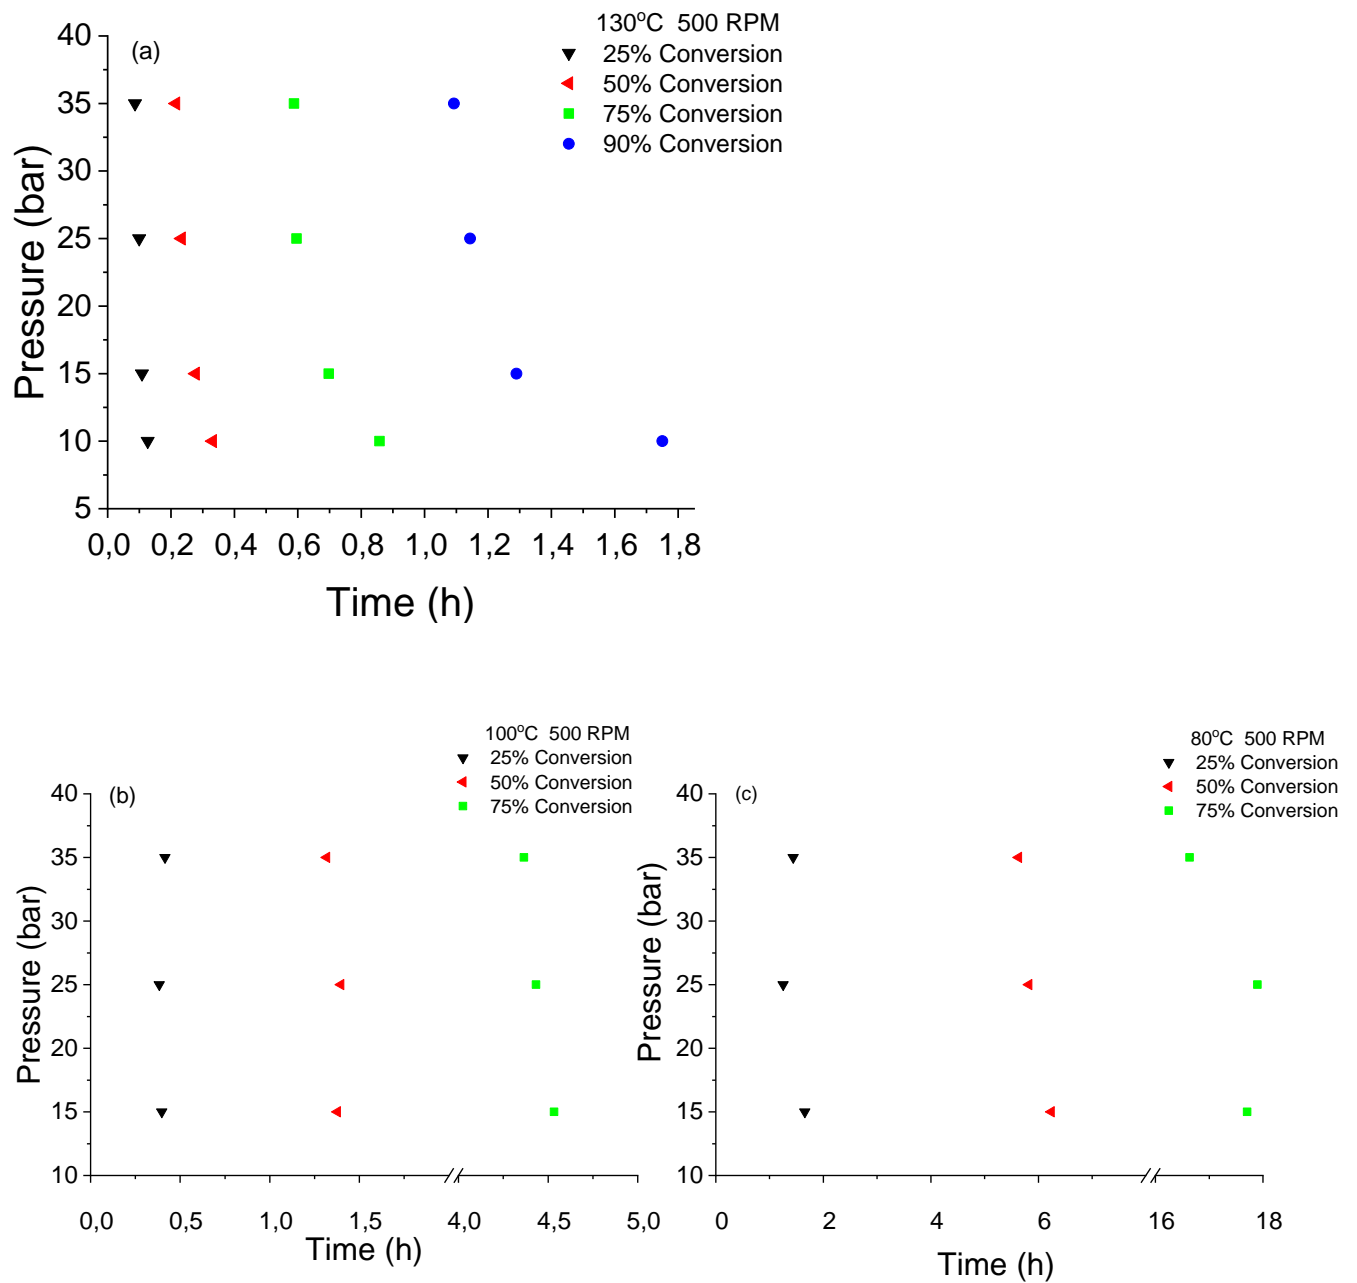 130°C 500 RPM
25% Conversion
50% Conversion
75% Conversion
90% Conversion
(a)
40
35
30
25
20
15
10
5
Pressure (bar)
0,0 0,2 0,4 0,6 0,8 1,0 1,2 1,4 1,6 1,8
Time (h)
100°C 500 RPM
25% Conversion
50% Conversion
75% Conversion
(b)
40
35
30
25
20
15
10
Pressure (bar)
0,0 0,5 1,0 1,5 4,0 4,5 5,0
Time (h)
80°C 500 RPM
25% Conversion
50% Conversion
75% Conversion
(c)
40
35
30
25
20
15
10
Pressure (bar)
0 2 4 6 16 18
Time (h)